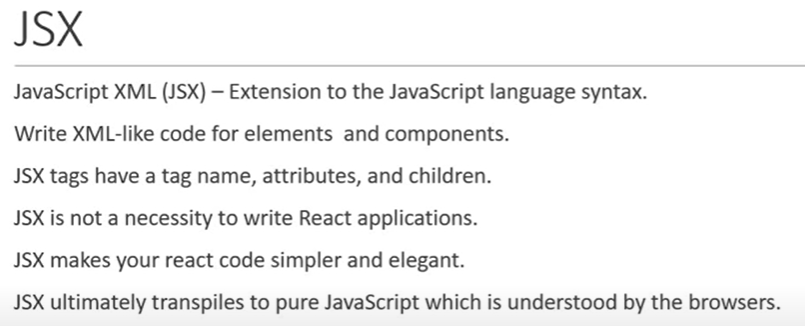 JSX
JavaScript XML (JSX) – Extension to the JavaScript language syntax.
Write XML-like code for elements and components.
JSX tags have a tag name, attributes, and children.
JSX is not a necessity to write React applications.
JSX makes your react code simpler and elegant.
JSX ultimately transpiles to pure JavaScript which is understood by the browsers.